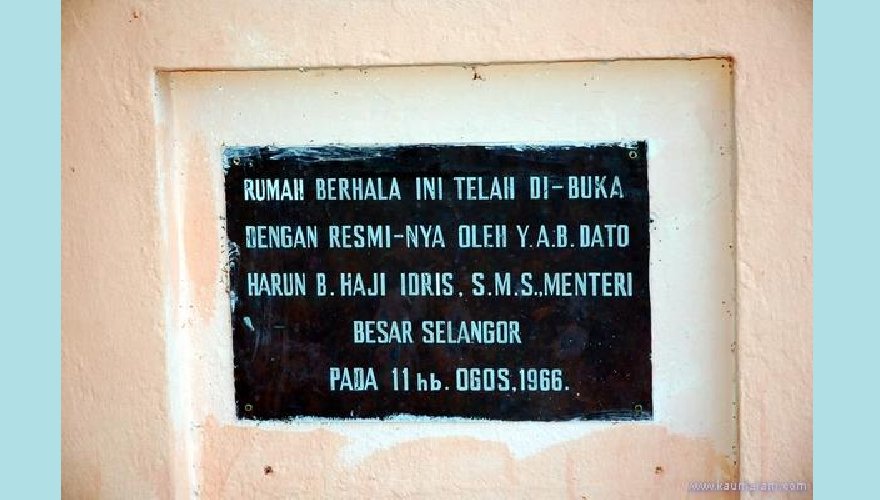 RUMAH BERHALA INI TELAH DI-BUKA
DENGAN RESMI-NYA OLEH Y.A.B. DATO
HARUN B. HAJI IDRIS, S.M.S., MENTERI
BESAR SELANGOR
PADA 11 hb. OGOS, 1966.